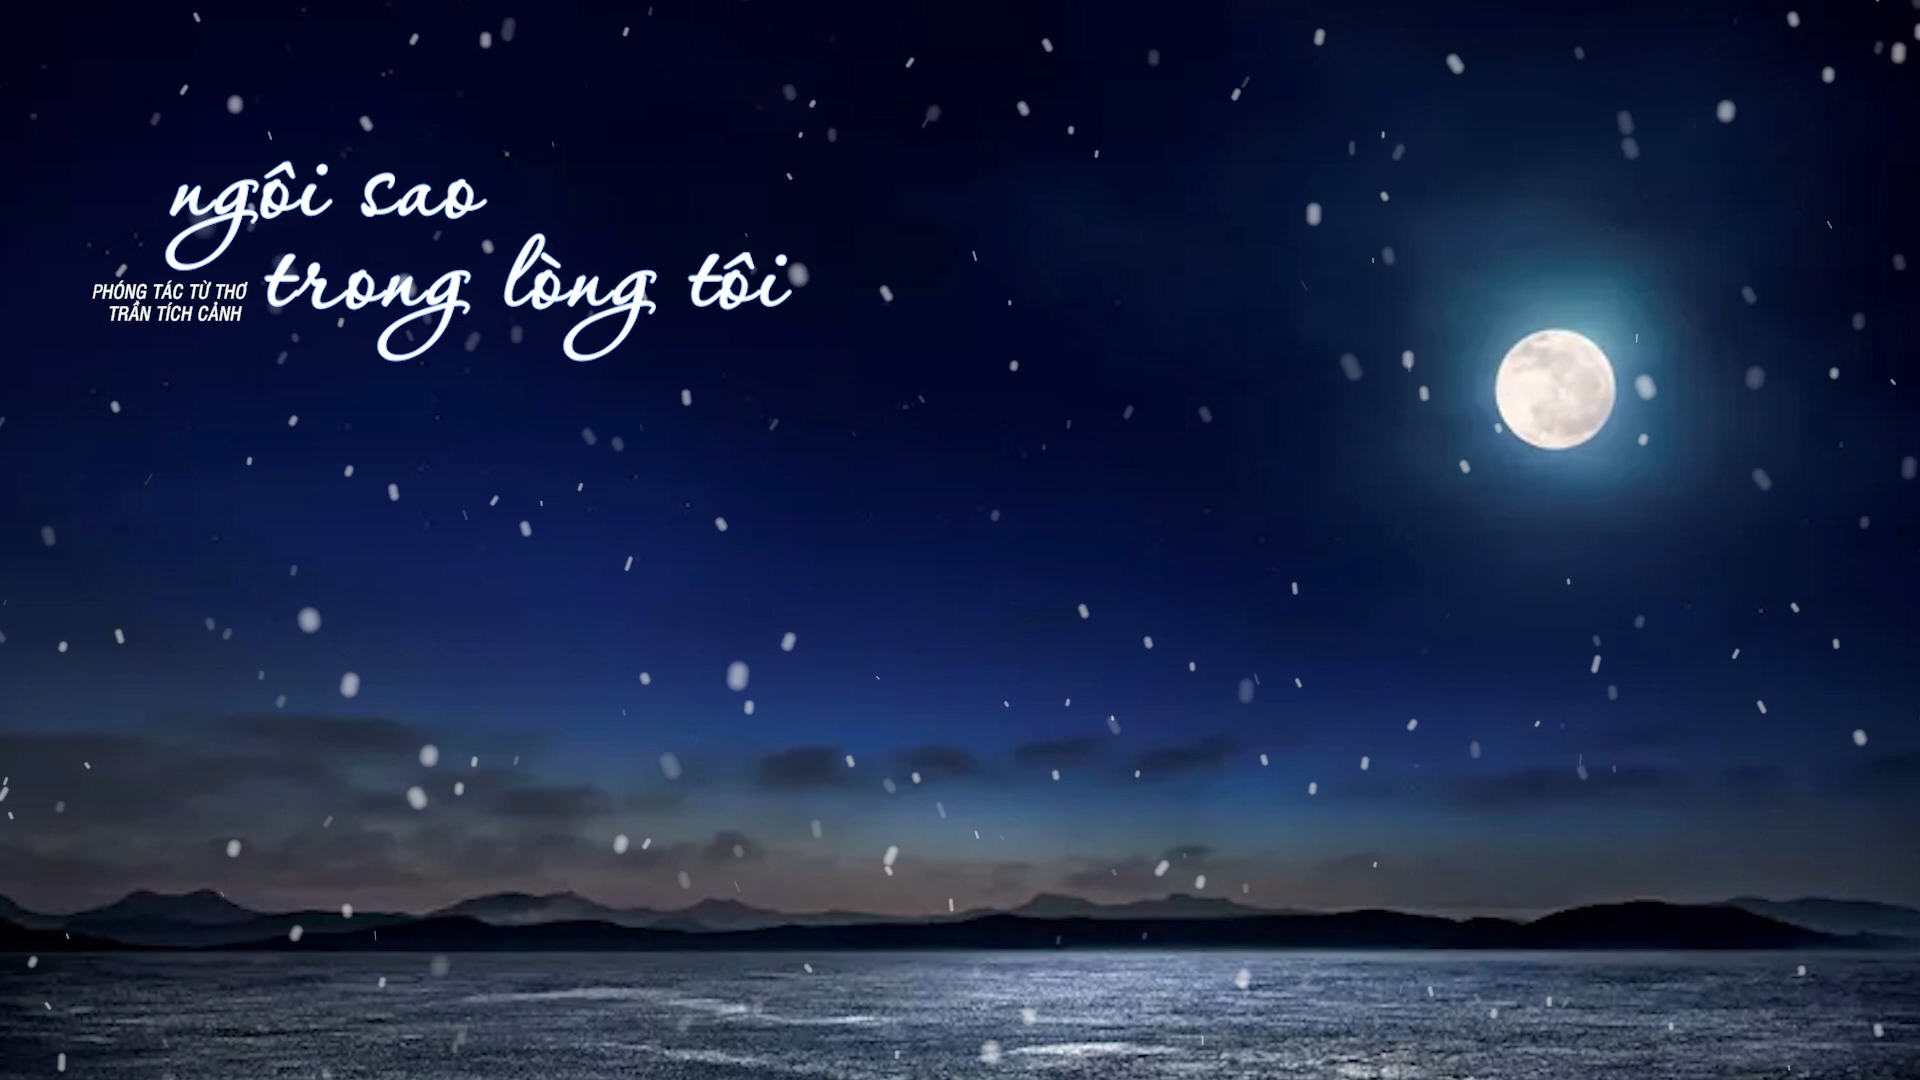 ngôi sao
trong lòng tôi
PHÓNG TÁC TỪ THƠ
TRẦN TÍCH CẢNH